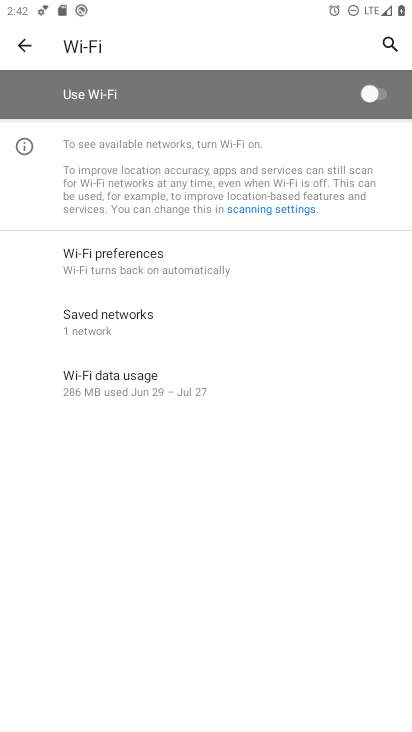 2:42
LTE
Wi-Fi
Use Wi-Fi
To see available networks, turn Wi-Fi on.
To improve location accuracy, apps and services can still scan
for Wi-Fi networks at any time, even when Wi-Fi is off. This can
be used, for example, to improve location-based features and
services. You can change this in scanning settings.
Wi-Fi preferences
Wi-Fi turns back on automatically
Saved networks
1 network
Wi-Fi data usage
286 MB used Jun 29 – Jul 27